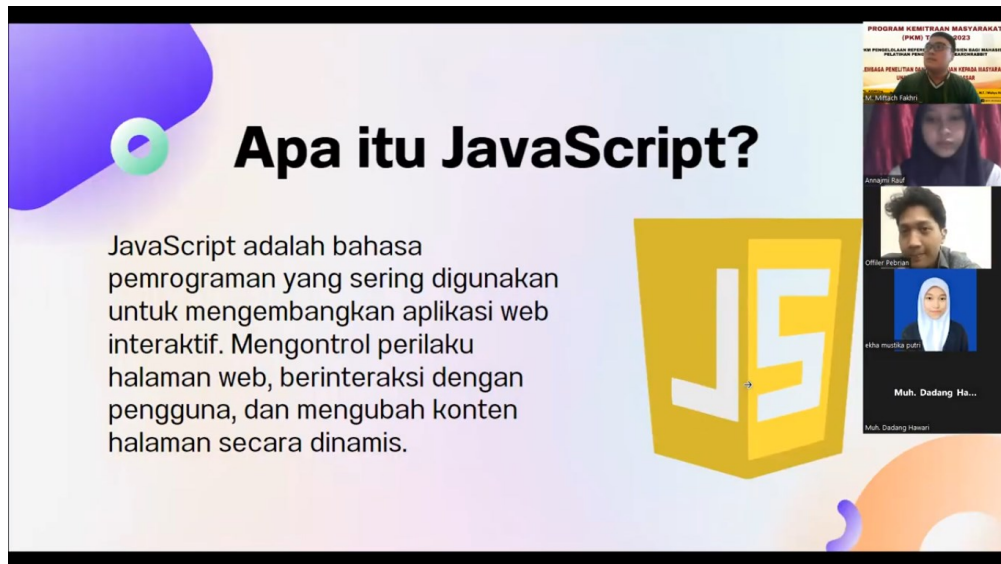 Apa itu JavaScript?
JavaScript adalah bahasa
pemrograman yang sering digunakan
untuk mengembangkan aplikasi web
interaktif. Mengontrol perilaku
halaman web, berinteraksi dengan
pengguna, dan mengubah konten
halaman secara dinamis.
JS
PROGRAM KEMITRAAN MASYARAKAT
(PKM) 2023
M. Miftach Fakhri
Annajmi Rauf
Offiler Pebrian
ekha mustika putri
Muh. Dadang Ha...
Muh. Dadang Hawari